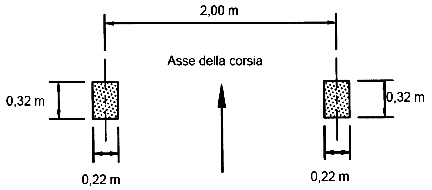 2,00 m
Asse della corsia
0,32 m
0,32 m
0,22 m
0,22 m